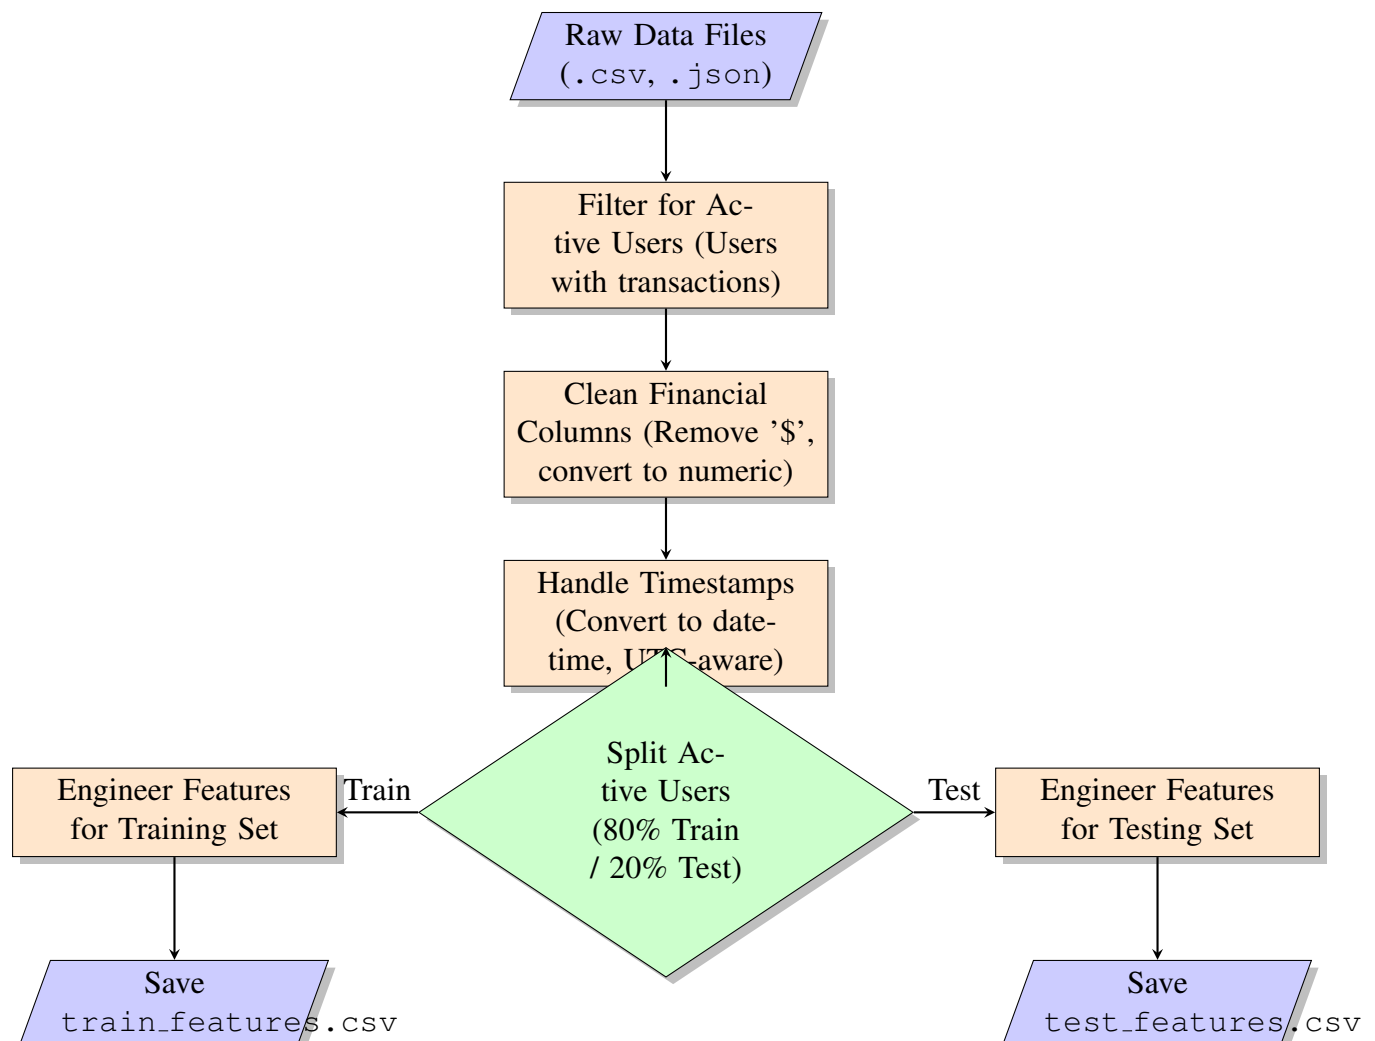 Raw Data Files
(.csv, .json)
Filter for Ac-
tive Users (Users
with transactions)
Clean Financial
Columns (Remove ’$’,
convert to numeric)
Handle Timestamps
(Convert to date-
time, UTC-aware)
Split Ac-
tive Users
(80% Train
/ 20% Test)
Train
Test
Engineer Features
for Training Set
Engineer Features
for Testing Set
Save
train_features.csv
Save
test_features.csv